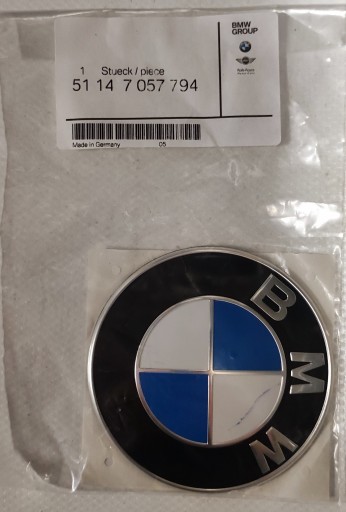 BMW
GROUP
1 Stueck / piece
51 14 7 057 794
Made in Germany 05
BMW